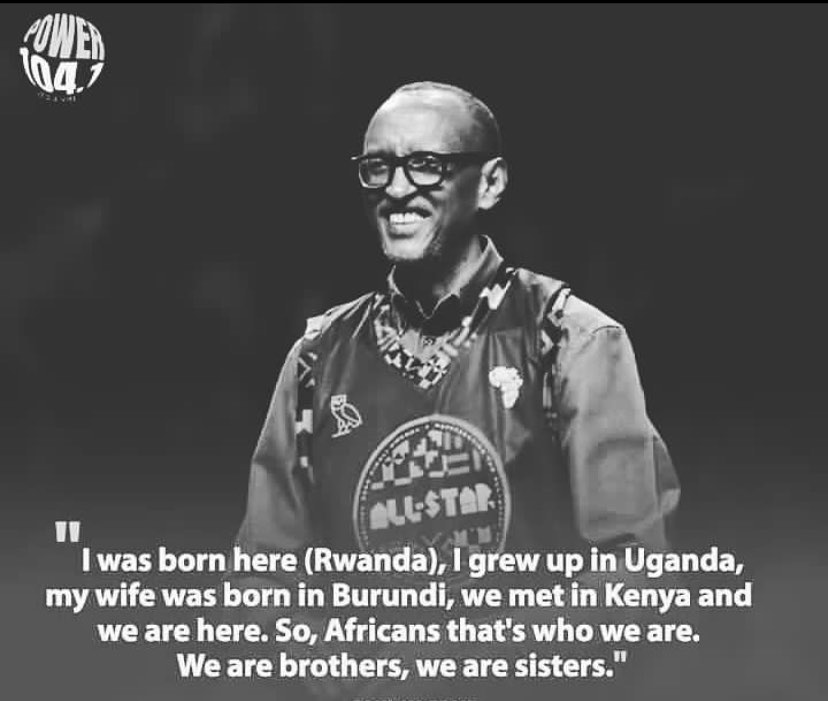 POWER
104.1
ALL-STAR
"I was born here (Rwanda), I grew up in Uganda,
my wife was born in Burundi, we met in Kenya and
we are here. So, Africans that's who we are.
We are brothers, we are sisters."